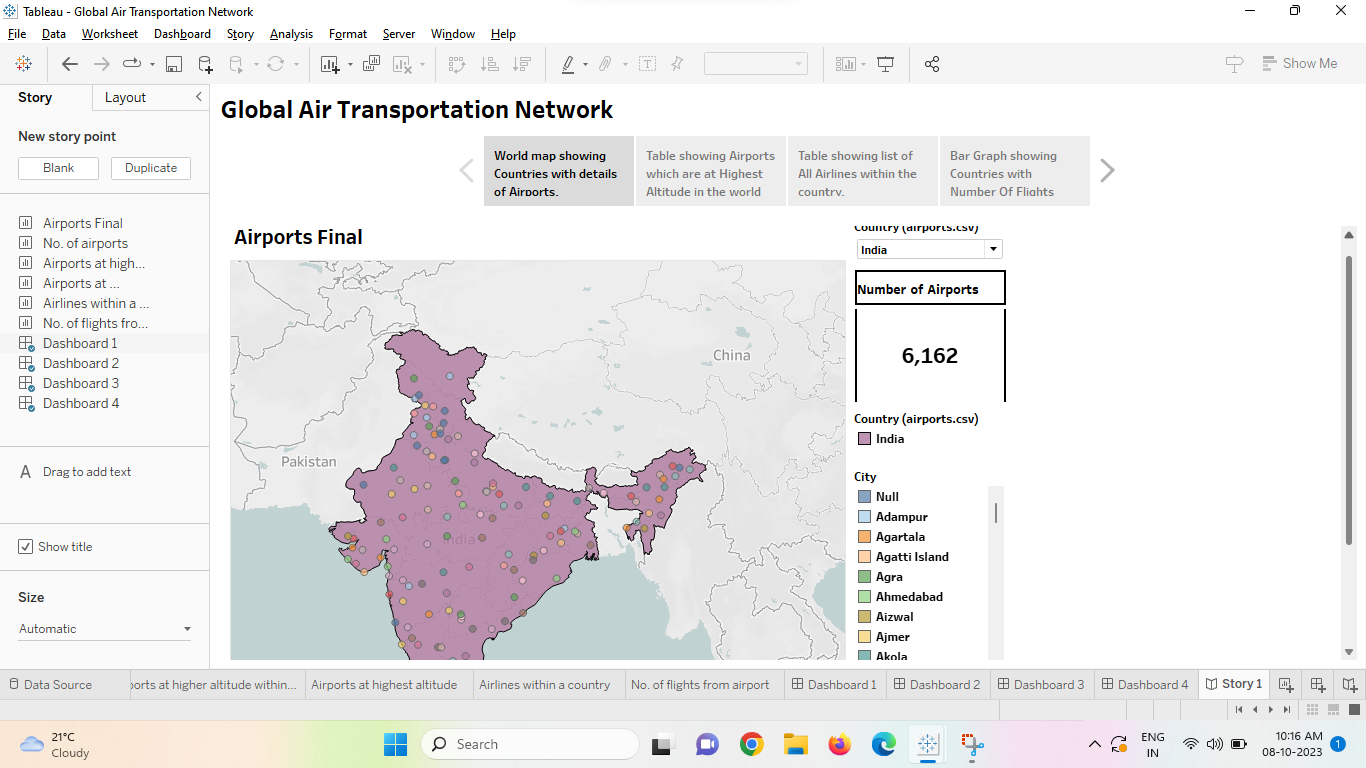 Tableau - Global Air Transportation Network
File Data Worksheet Dashboard Story Analysis Format Server Window Help
Show Me
Story Layout
New story point
Blank Duplicate
Airports Final
No. of airports
Airports at high...
Airports at ...
Airlines within a ...
No. of flights fro...
Dashboard 1
Dashboard 2
Dashboard 3
Dashboard 4
A Drag to add text
Show title
Size
Automatic
Global Air Transportation Network
World map showing
Countries with details
of Airports.
Table showing Airports
which are at Highest
Altitude in the world
Table showing list of
All Airlines within the
country.
Bar Graph showing
Countries with
Number Of Flights
Airports Final
China
Pakistan
India
Country (airports.csv)
India
Number of Airports
6,162
Country (airports.csv)
India
City
Null
Adampur
Agartala
Agatti Island
Agra
Ahmedabad
Aizwal
Ajmer
Akola
Data Source
orts at higher altitude within...
Airports at highest altitude
Airlines within a country
No. of flights from airport
Dashboard 1
Dashboard 2
Dashboard 3
Dashboard 4
Story 1
21°C
Cloudy
Search
ENG
IN
10:16 AM
08-10-2023
1